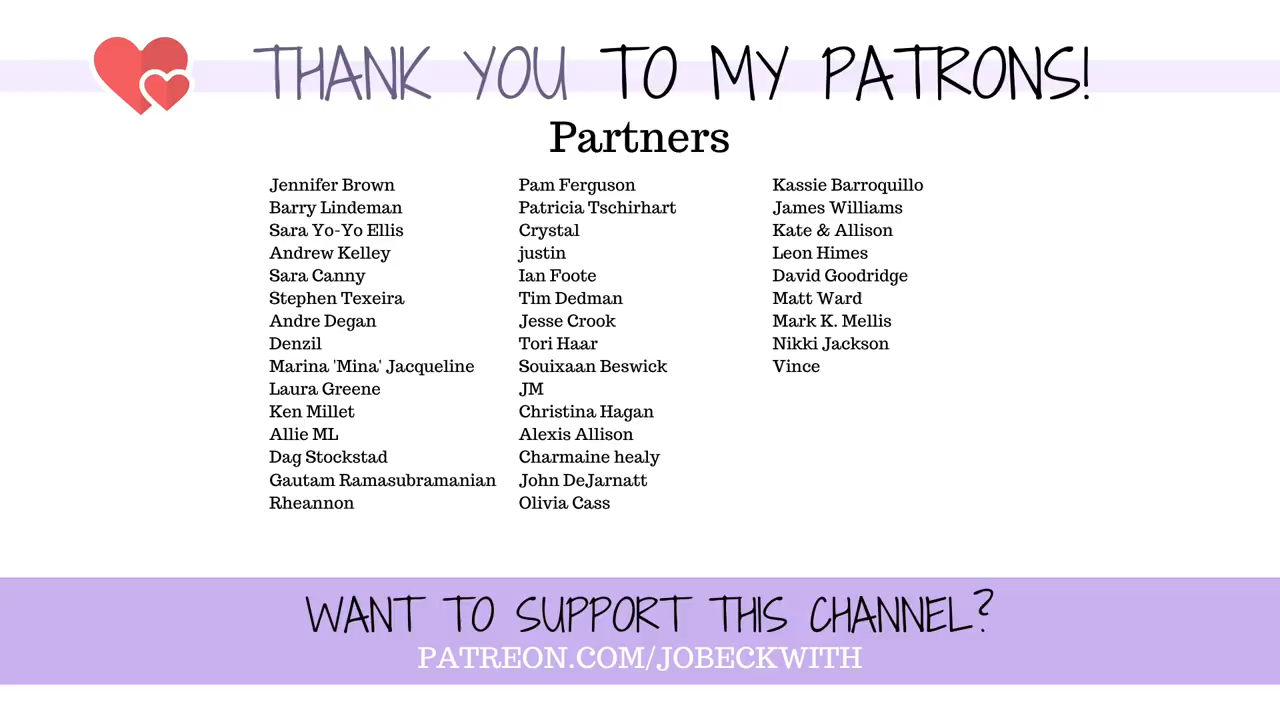 THANK YOU TO MY PATRONS!
Partners
Jennifer Brown
Barry Lindeman
Sara Yo-Yo Ellis
Andrew Kelley
Sara Canny
Stephen Texeira
Andre Degan
Denzil
Marina 'Mina' Jacqueline
Laura Greene
Ken Millet
Allie ML
Dag Stockstad
Gautam Ramasubramanian
Rheannon
Pam Ferguson
Patricia Tschirhart
Crystal
justin
Ian Foote
Tim Dedman
Jesse Crook
Tori Haar
Souixaan Beswick
JM
Christina Hagan
Alexis Allison
Charmaine healy
John DeJarnatt
Olivia Cass
Kassie Barroquillo
James Williams
Kate & Allison
Leon Himes
David Goodridge
Matt Ward
Mark K. Mellis
Nikki Jackson
Vince
WANT TO SUPPORT THIS CHANNEL?
PATREON.COM/JOBECKWITH